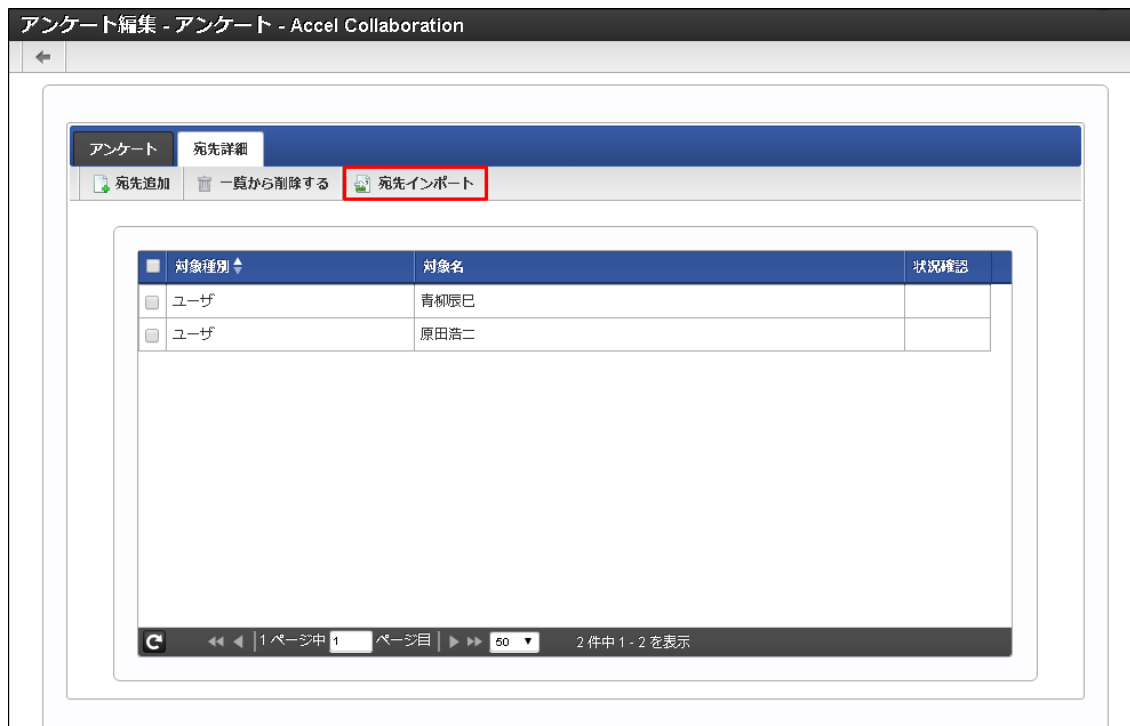 アンケート編集 - アンケート - Accel Collaboration
アンケート 宛先詳細
宛先追加 一覧から削除する 宛先インポート
対象種別 対象名 状況確認
ユーザ 青柳辰巳
ユーザ 原田浩二
1 ページ中 1 ページ目 50 2 件中 1 - 2 を表示